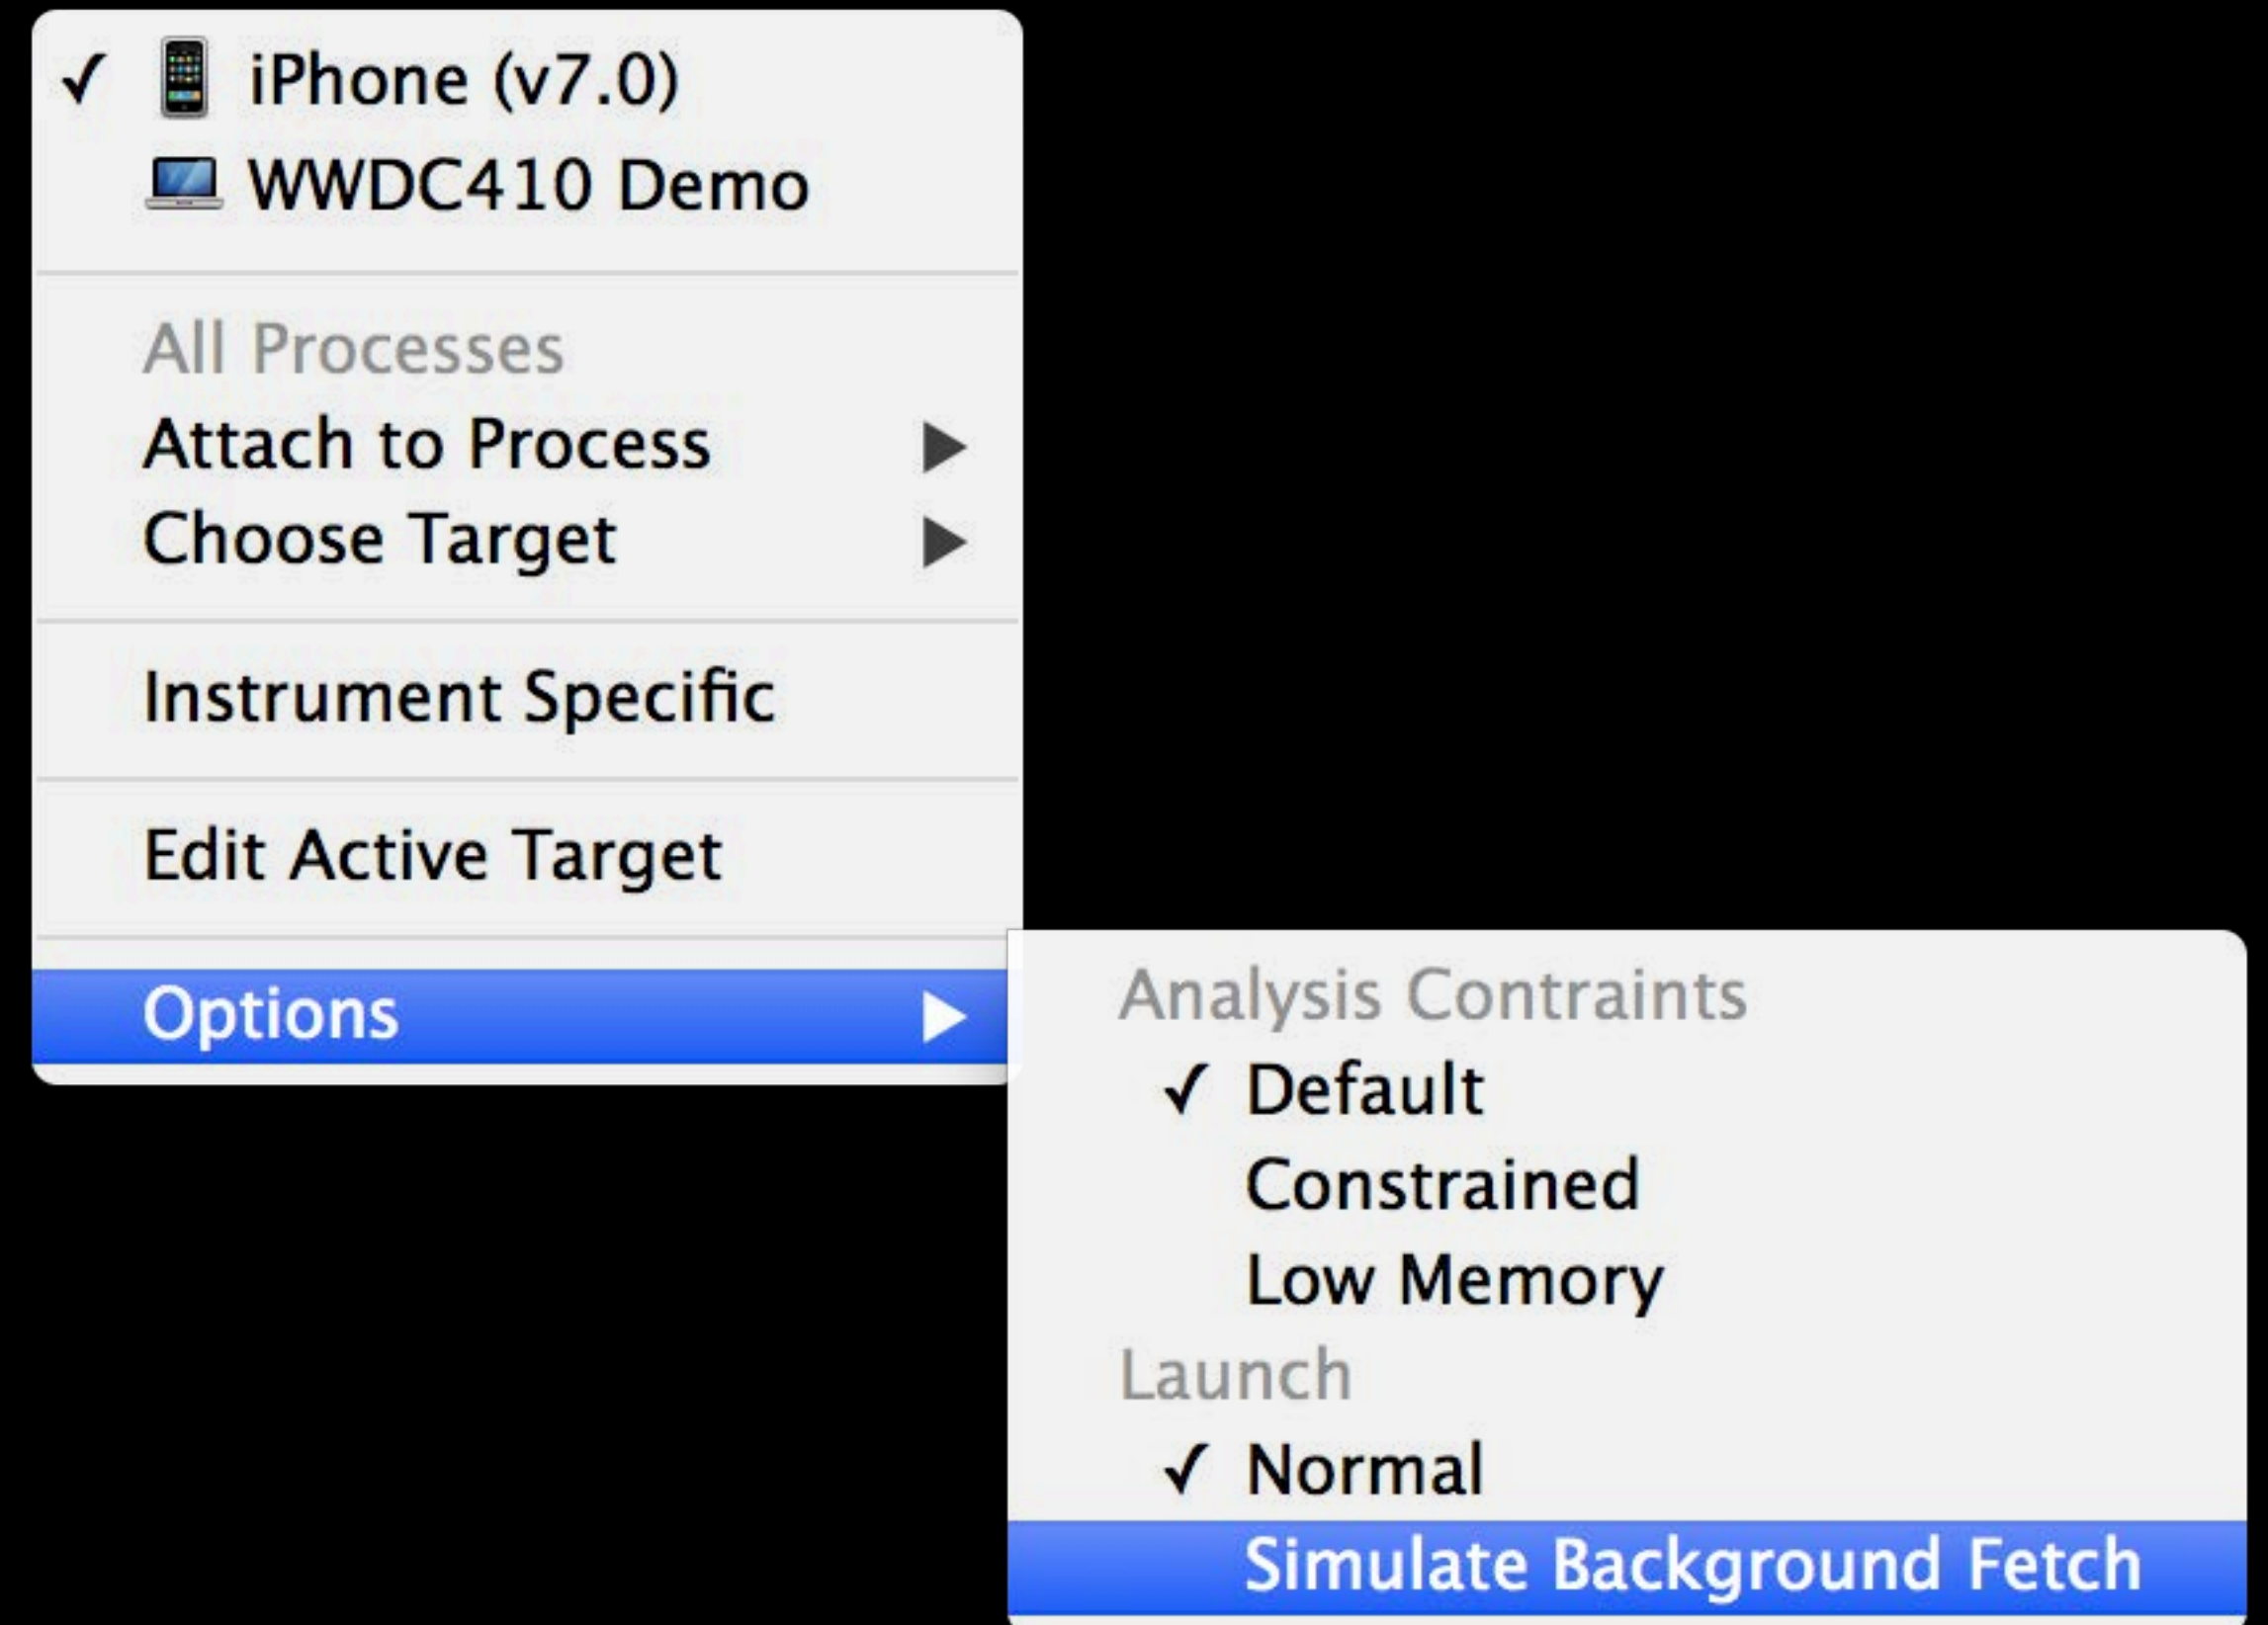 ✓ iPhone (v7.0)
WWDC410 Demo
All Processes
Attach to Process ▶
Choose Target ▶
Instrument Specific
Edit Active Target
Options ▶
Analysis Contraints
✓ Default
Constrained
Low Memory
Launch
✓ Normal
Simulate Background Fetch